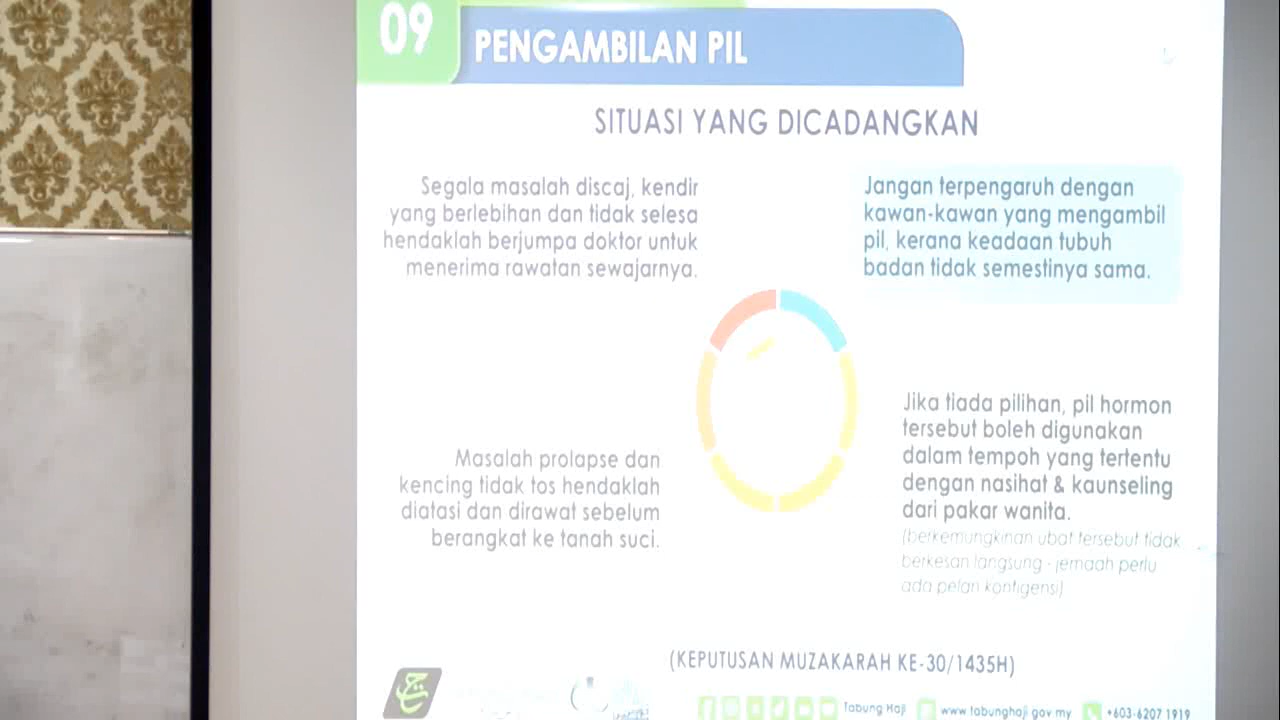 09
PENGAMBILAN PIL
SITUASI YANG DICADANGKAN
Segala masalah discaj, kendir
yang berlebihan dan tidak selesa
hendaklah berjumpa doktor untuk
menerima rawatan sewajarnya.
Jangan terpengaruh dengan
kawan-kawan yang mengambil
pil, kerana keadaan tubuh
badan tidak semestinya sama.
Masalah prolapse dan
kencing tidak tos hendaklah
diatasi dan dirawat sebelum
berangkat ke tanah suci.
Jika tiada pilihan, pil hormon
tersebut boleh digunakan
dalam tempoh yang tertentu
dengan nasihat & kaunseling
dari pakar wanita.
(berkemungkinan ubat tersebut tidak
berkesan langsung - jemaah perlu
ada pelan kontigensi)
(KEPUTUSAN MUZAKARAH KE-30/1435H)
Tabung Haji
www.tabunghaji.gov.my
+603-6207 1919